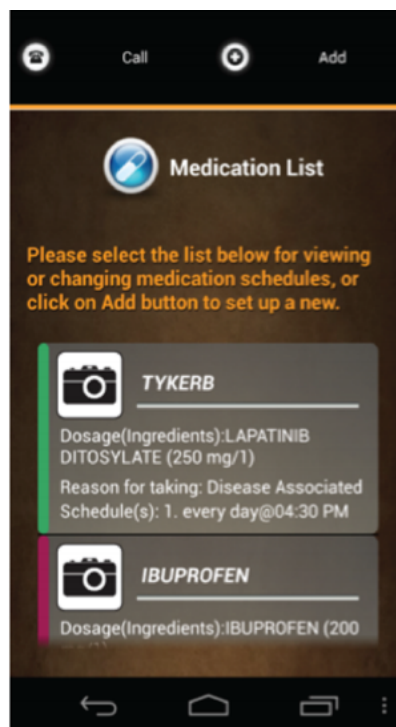 Call Add
Medication List
Please select the list below for viewing
or changing medication schedules, or
click on Add button to set up a new.
TYKERB
Dosage(Ingredients):LAPATINIB
DITOSYLATE (250 mg/1)
Reason for taking: Disease Associated
Schedule(s): 1. every day@04:30 PM
IBUPROFEN
Dosage(Ingredients):IBUPROFEN (200